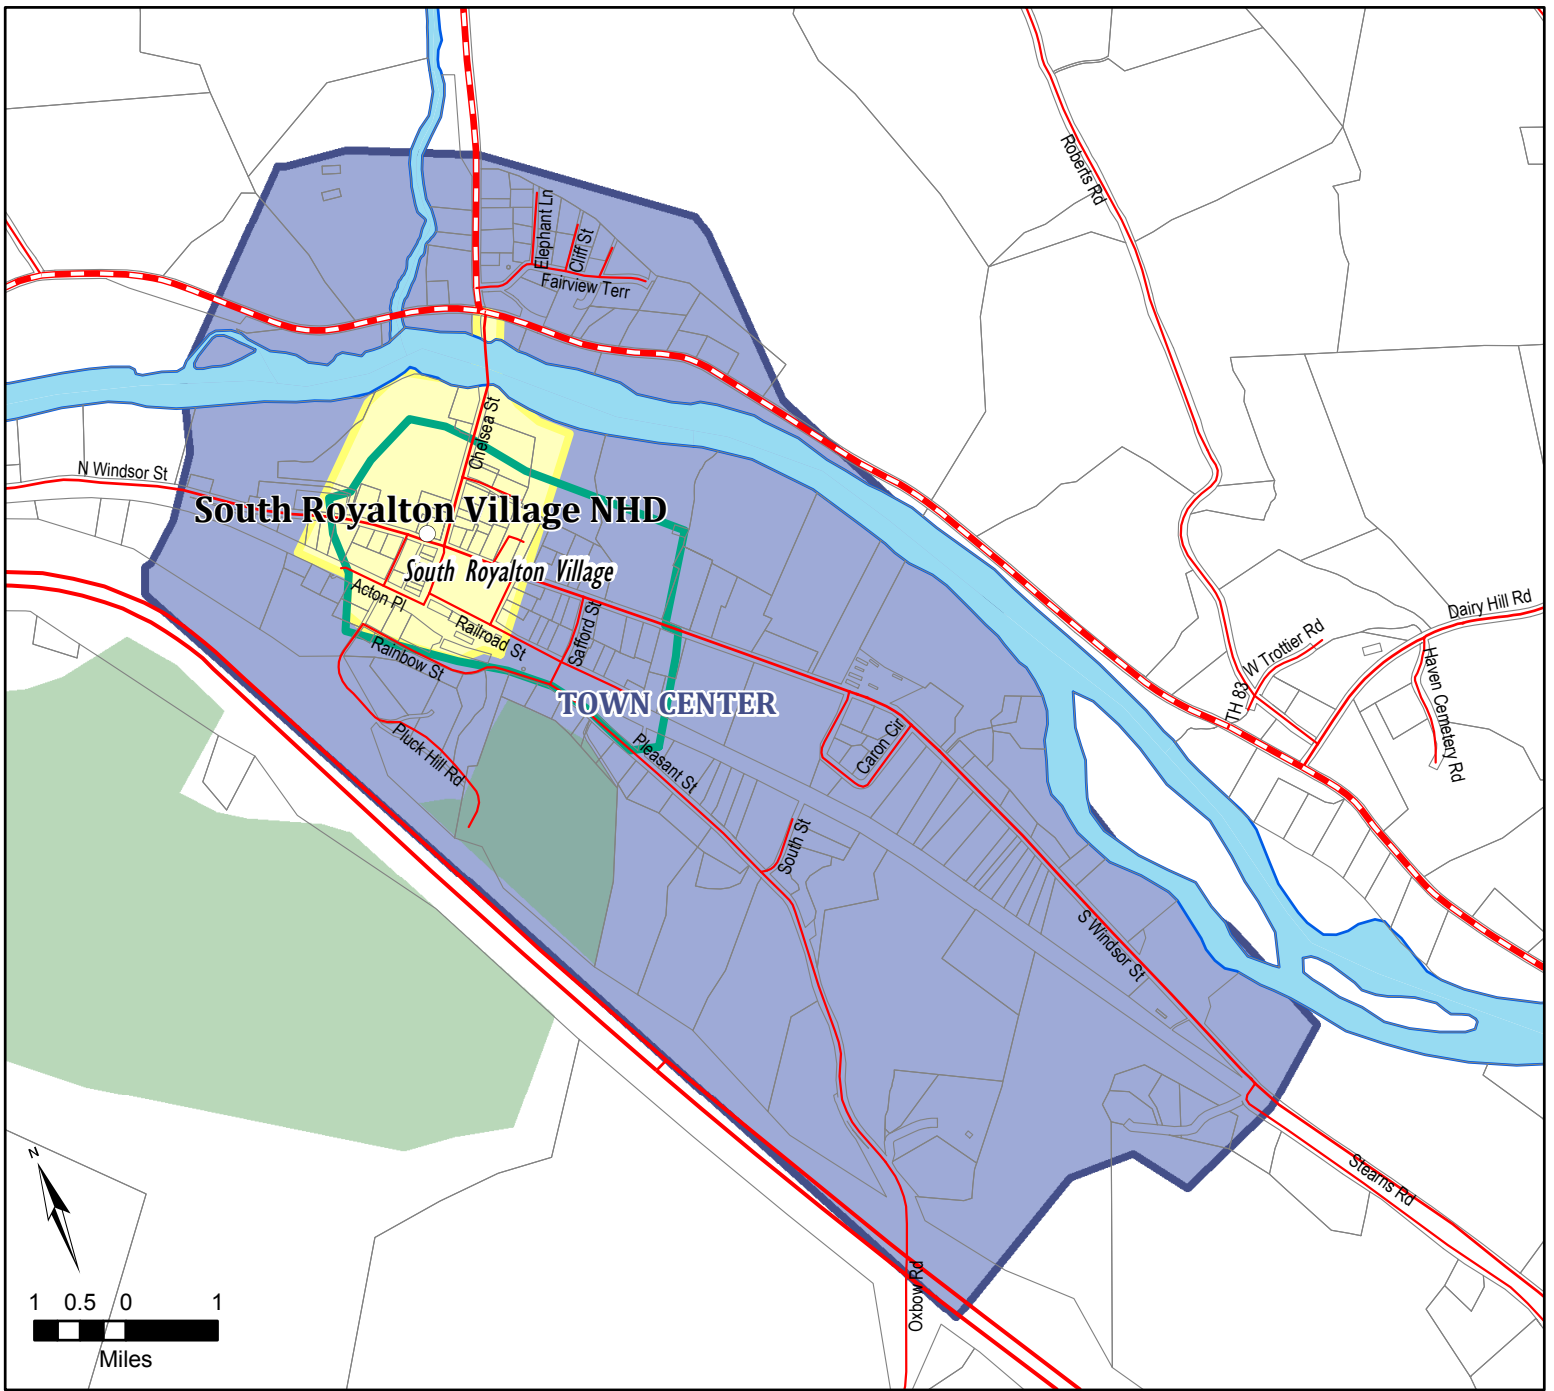 Roberts Rd
Elephant Ln
Cliff St
Fairview Terr
Chelsea St
N Windsor St
South Royalton Village NHD
South Royalton Village
Acton Pl
Railroad St
Safford St
Rainbow St
TOWN CENTER
Pluck Hill Rd
Pleasant St
Caron Cir
South St
S Windsor St
Dairy Hill Rd
W Trottier Rd
TH 83
Haven Cemetery Rd
Stearns Rd
Oxbow Rd
N
1 0.5 0 1
Miles